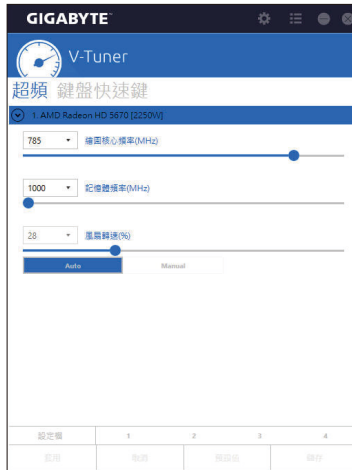 GIGABYTE™
V-Tuner
超頻 鍵盤快速鍵
1. AMD Radeon HD 5670 [2250W]
785 繪圖核心頻率(MHz)
1000 記憶體頻率(MHz)
28 風扇轉速(%)
Auto Manual
設定檔 1 2 3 4
套用 取消 預設值 儲存